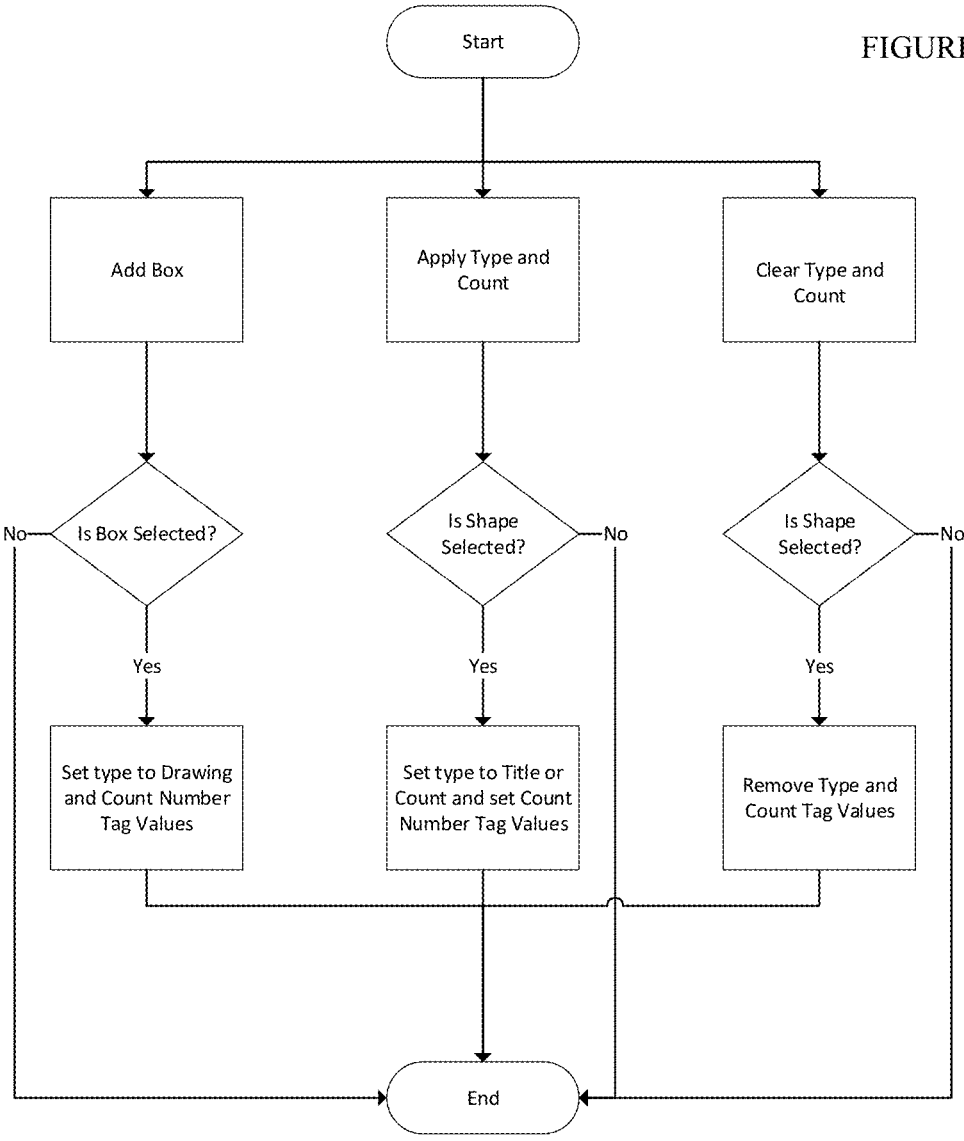 Start
FIGURE
Add Box
Apply Type and
Count
Clear Type and
Count
No
Is Box Selected?
Is Shape
Selected?
No
Is Shape
Selected?
No
Yes
Yes
Yes
Set type to Drawing
and Count Number
Tag Values
Set type to Title or
Count and set Count
Number Tag Values
Remove Type and
Count Tag Values
End